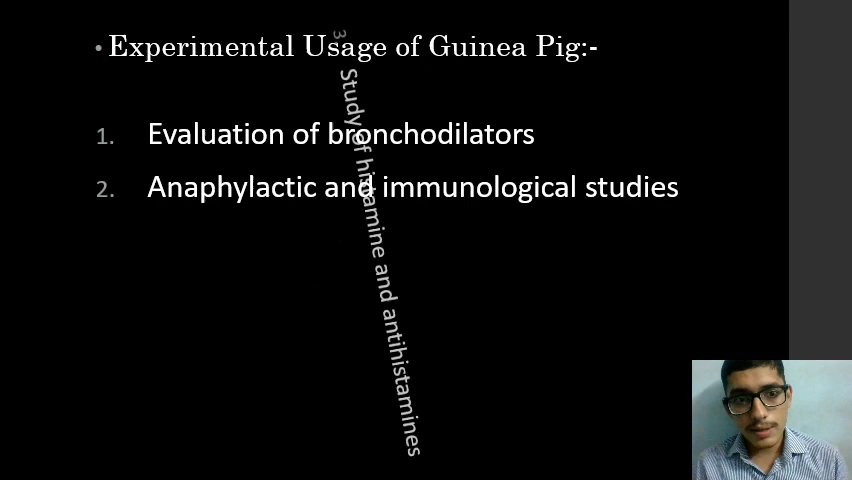 • Experimental Usage of Guinea Pig:-
1. Evaluation of bronchodilators
2. Anaphylactic and immunological studies
3 Study of histamine and antihistamines